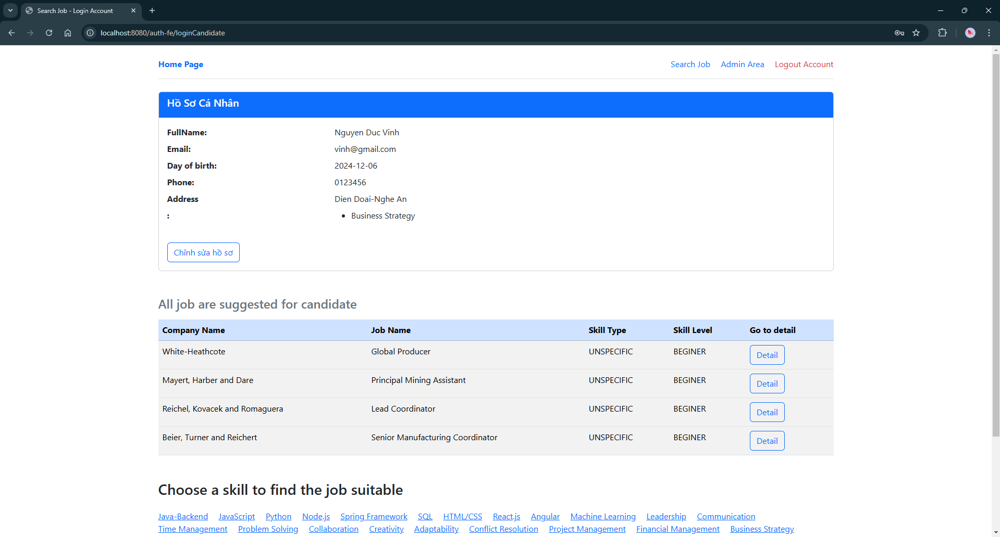 Search Job - Login Account
localhost:8080/auth-fe/loginCandidate
Home Page Search Job Admin Area Logout Account
Hồ Sơ Cá Nhân
FullName: Nguyen Duc Vinh
Email: vinh@gmail.com
Day of birth: 2024-12-06
Phone: 0123456
Address Dien Doai-Nghe An
: • Business Strategy
Chỉnh sửa hồ sơ
All job are suggested for candidate
Company Name Job Name Skill Type Skill Level Go to detail
White-Heathcote Global Producer UNSPECIFIC BEGINER Detail
Mayert, Harber and Dare Principal Mining Assistant UNSPECIFIC BEGINER Detail
Reichel, Kovacek and Romaguera Lead Coordinator UNSPECIFIC BEGINER Detail
Beier, Turner and Reichert Senior Manufacturing Coordinator UNSPECIFIC BEGINER Detail
Choose a skill to find the job suitable
Java-Backend JavaScript Python Node.js Spring Framework SQL HTML/CSS React.js Angular Machine Learning Leadership Communication
Time Management Problem Solving Collaboration Creativity Adaptability Conflict Resolution Project Management Financial Management Business Strategy